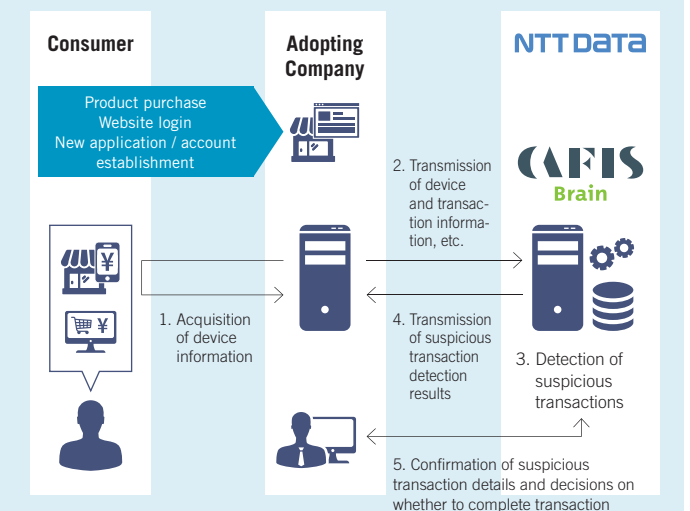 Consumer
Adopting
Company
NTT DATA
Product purchase
Website login
New application / account
establishment
CAFIS
Brain
2. Transmission
of device
and transac-
tion informa-
tion, etc.
¥
¥
1. Acquisition
of device
information
4. Transmission
of suspicious
transaction
detection
results
3. Detection of
suspicious
transactions
5. Confirmation of suspicious
transaction details and decisions on
whether to complete transaction